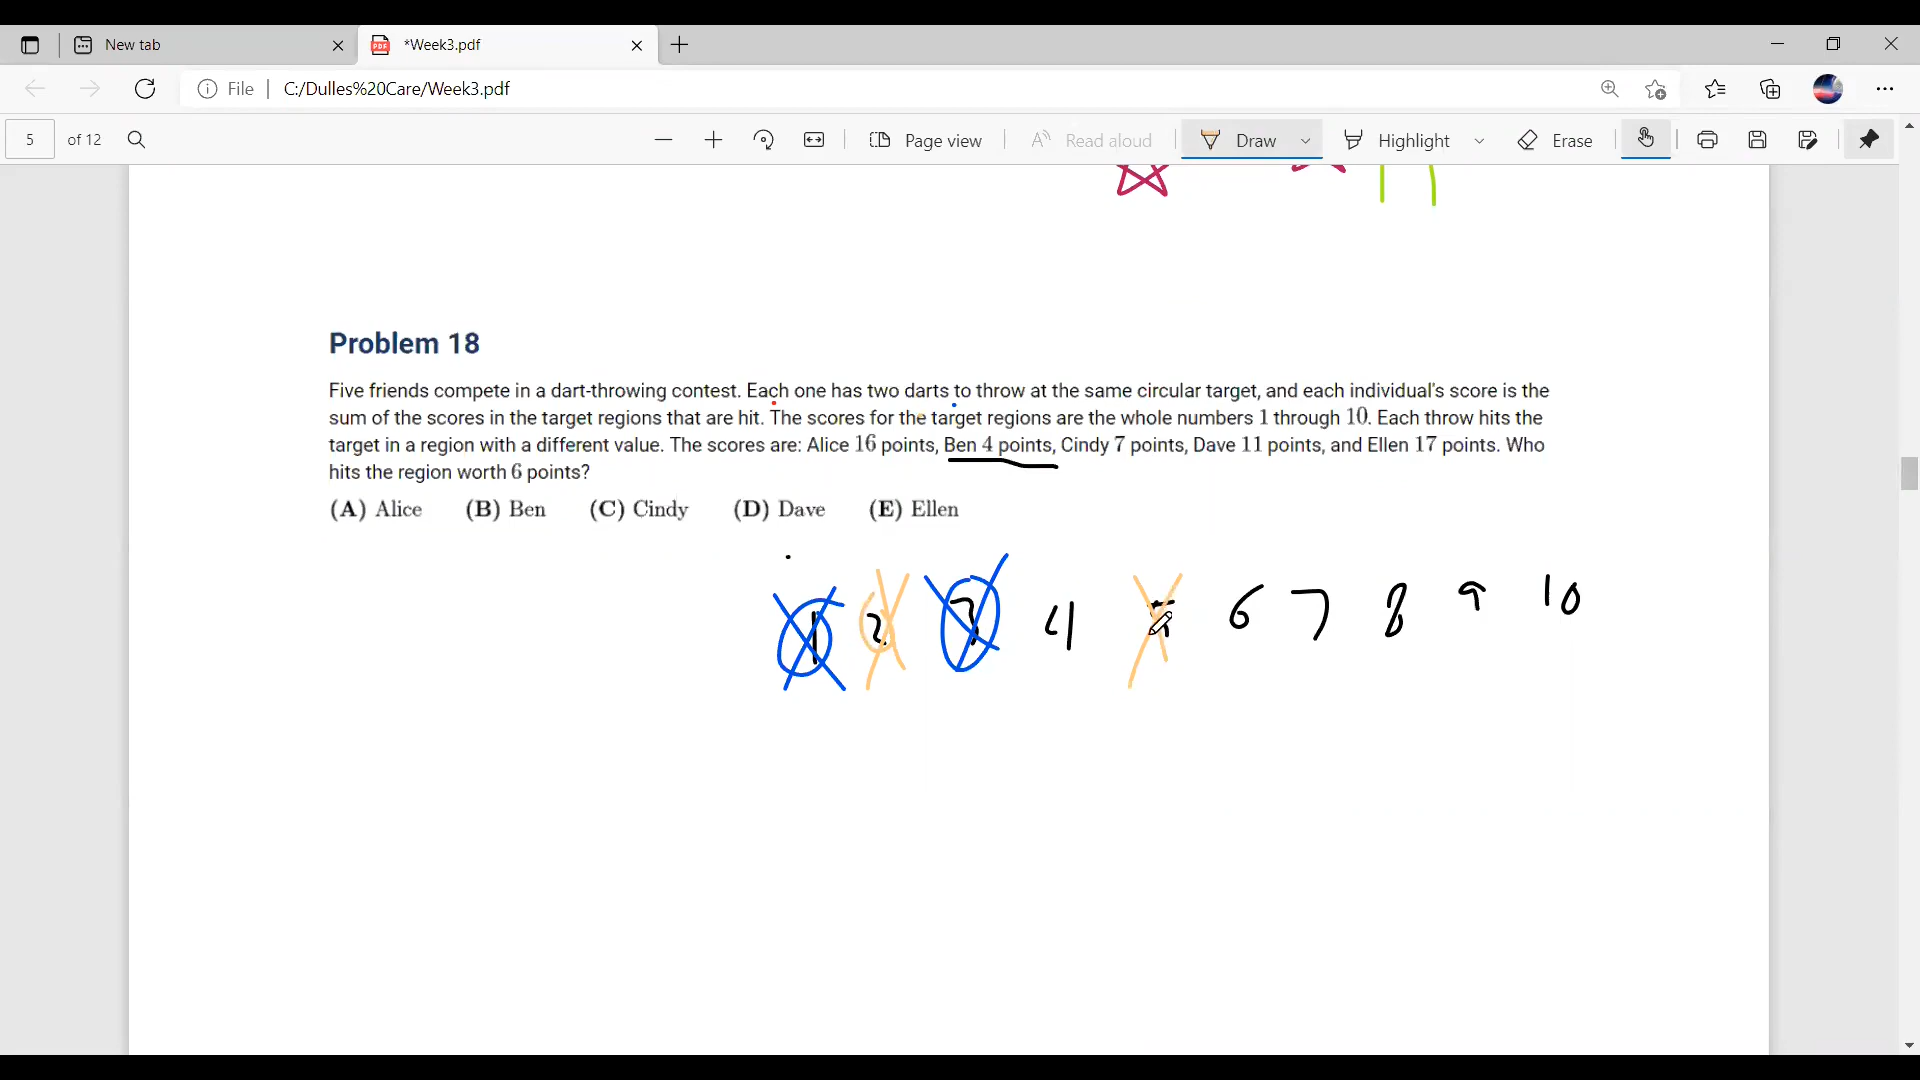 New tab
*Week3.pdf
File C:/Dulles%20Care/Week3.pdf
5 of 12 Page view Read aloud Draw Highlight Erase
Problem 18
Five friends compete in a dart-throwing contest. Each one has two darts to throw at the same circular target, and each individual's score is the
sum of the scores in the target regions that are hit. The scores for the target regions are the whole numbers 1 through 10. Each throw hits the
target in a region with a different value. The scores are: Alice 16 points, Ben 4 points, Cindy 7 points, Dave 11 points, and Ellen 17 points. Who
hits the region worth 6 points?
(A) Alice (B) Ben (C) Cindy (D) Dave (E) Ellen
1 2 3 4 5 6 7 8 9 10